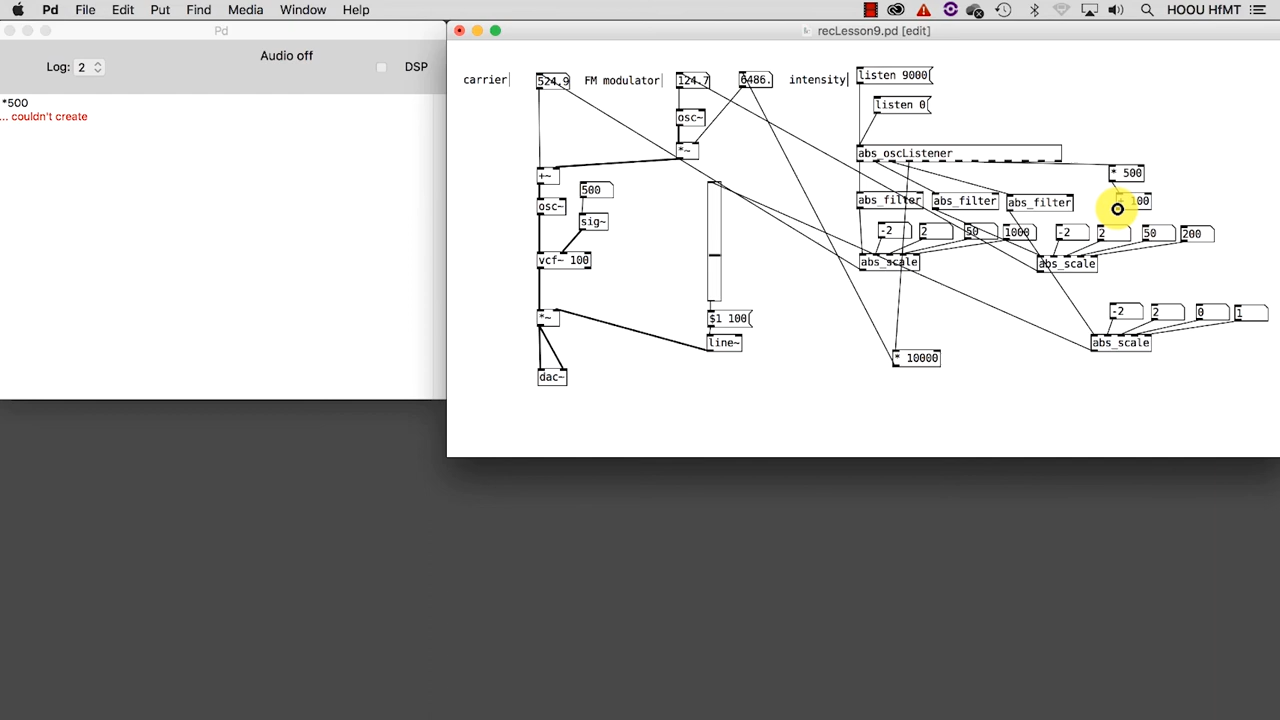 Pd File Edit Put Find Media Window Help HOOU HfMT
Pd
Audio off
Log: 2 DSP
*500
... couldn't create
recLesson9.pd [edit]
carrier 524.9 FM modulator 124.7 6486. intensity listen 9000
listen 0
osc~
*~
abs_oscListener
+~
* 500
500
osc~
abs_filter abs_filter abs_filter 100
sig~
-2 2 50 1000 -2 2 50 200
vcf~ 100
abs_scale abs_scale
*~
$1 100
-2 2 0 1
line~
abs_scale
* 10000
dac~